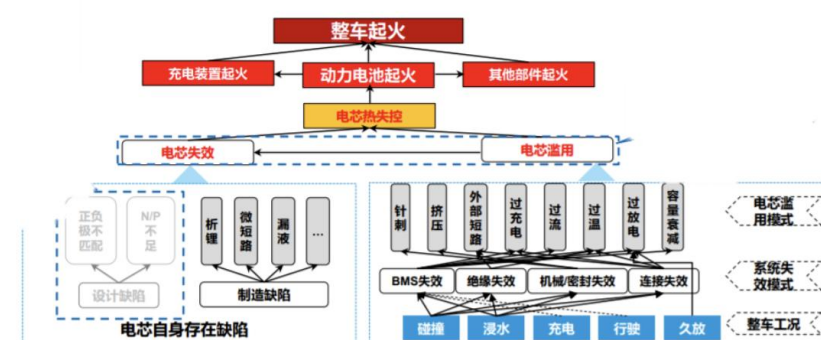 整车起火
充电装置起火
动力电池起火
其他部件起火
电芯热失控
电芯失效
电芯滥用
正负
极不
匹配
N/P
不
足
析锂
微短路
漏液
...
设计缺陷
制造缺陷
电芯自身存在缺陷
针刺
挤压
外部短路
过充电
过流
过温
过放电
容量衰减
电芯滥
用模式
BMS失效
绝缘失效
机械/密封失效
连接失效
系统失
效模式
碰撞
浸水
充电
行驶
久放
整车工况